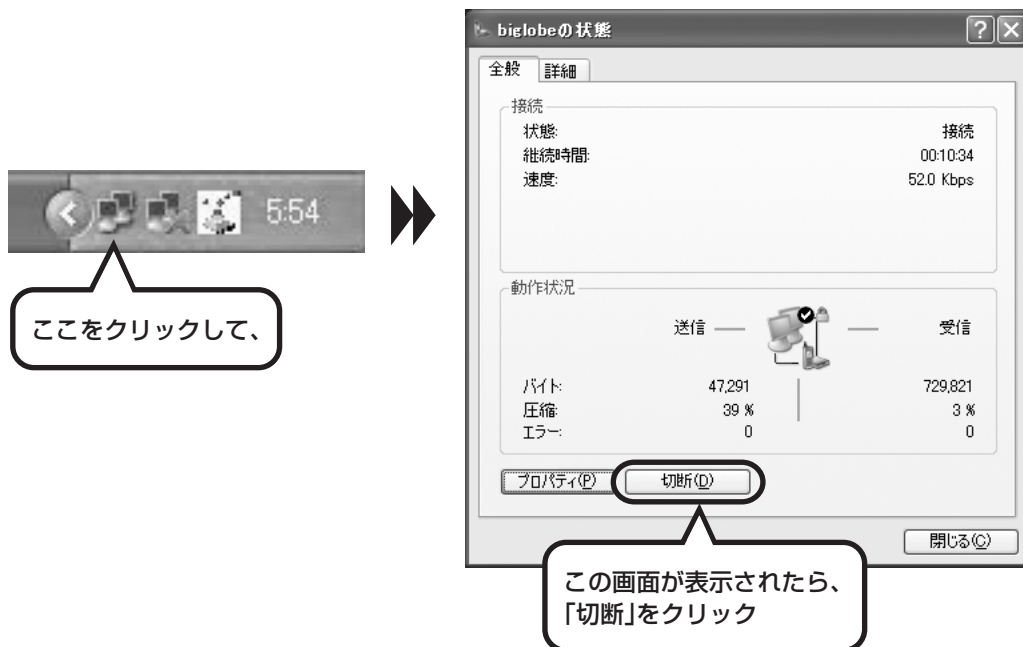 5:54
ここをクリックして、
biglobeの状態
全般 詳細
接続
状態: 接続
継続時間: 00:10:34
速度: 52.0 Kbps
動作状況
送信 受信
バイト: 47,291 729,821
圧縮: 39 % 3 %
エラー: 0 0
プロパティ(P) 切断(D)
閉じる(C)
この画面が表示されたら、
「切断」をクリック